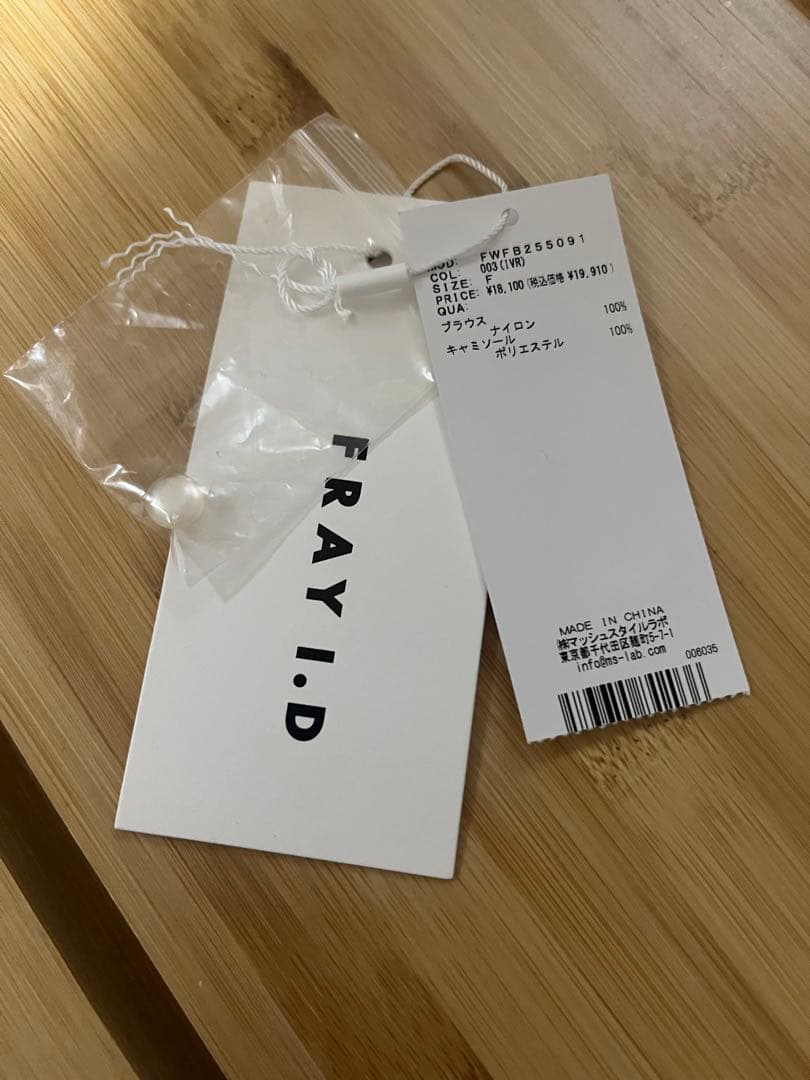 FRAY I.D
MOD: FWFB255091
COL: 003(IVR)
SIZE: F
PRICE: ¥18,100(税込価格 ¥19,910)
QUA:
ブラウス
ナイロン 100%
キャミソール
ポリエステル 100%
MADE IN CHINA
㈱マッシュスタイルラボ
東京都千代田区麹町5-7-1
info@ms-lab.com 006035